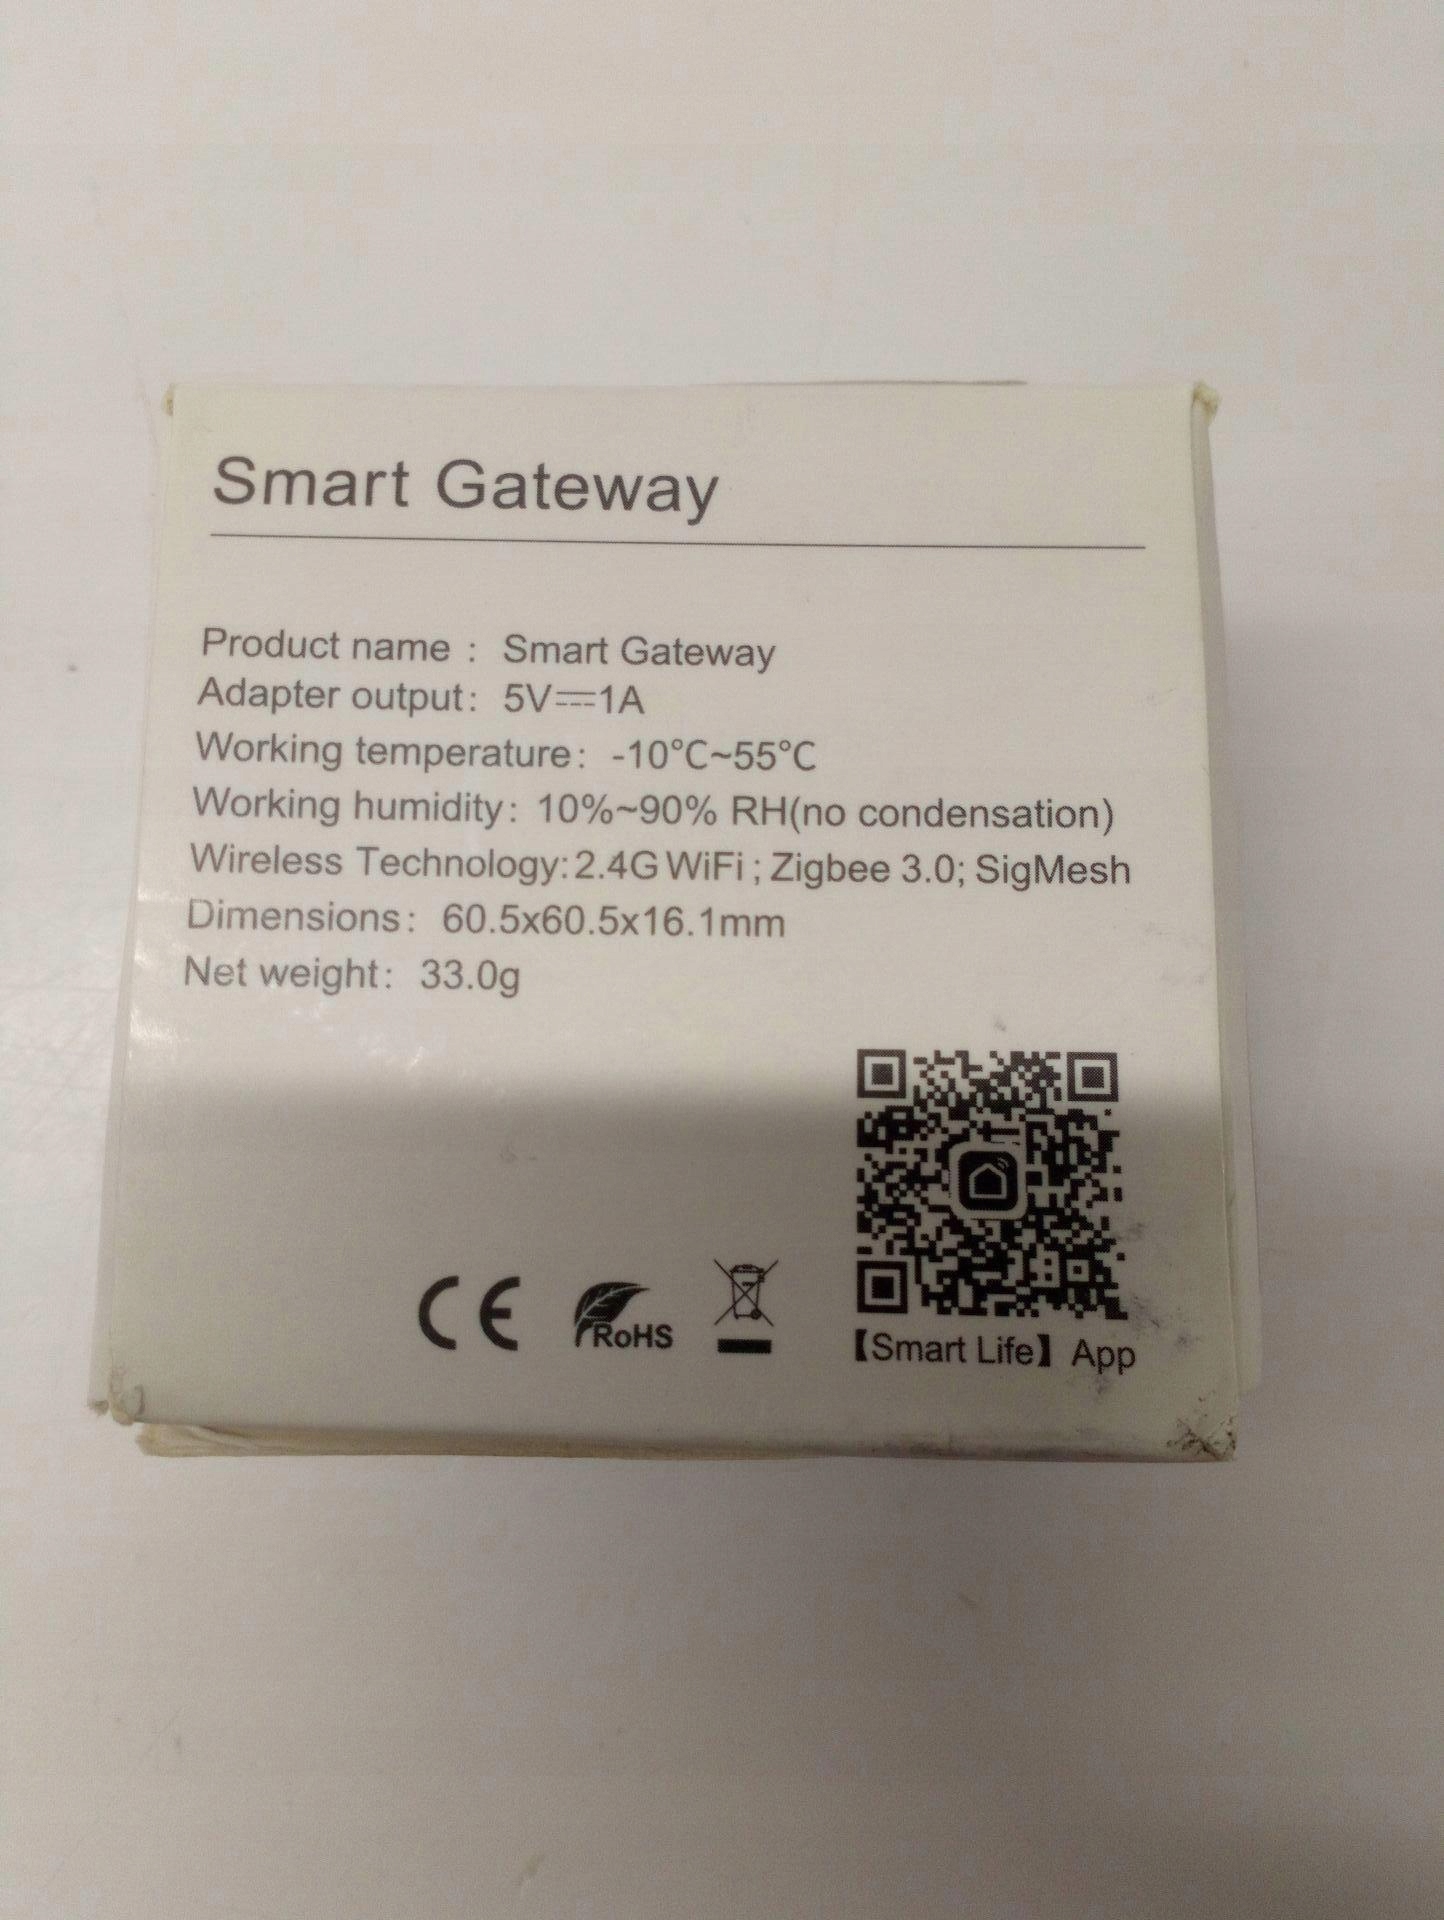 Smart Gateway
Product name : Smart Gateway
Adapter output: 5V⎓1A
Working temperature: -10°C~55°C
Working humidity: 10%~90% RH(no condensation)
Wireless Technology:2.4G WiFi ; Zigbee 3.0; SigMesh
Dimensions: 60.5x60.5x16.1mm
Net weight: 33.0g
CE RoHS
【Smart Life】 App